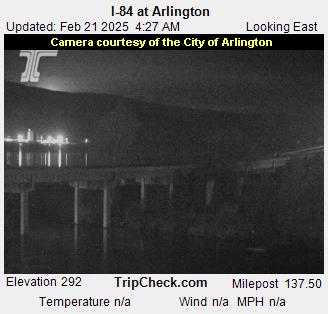 I-84 at Arlington
Updated: Feb 21 2025 4:27 AM Looking East
Camera courtesy of the City of Arlington
Elevation 292 TripCheck.com Milepost 137.50
Temperature n/a Wind n/a MPH n/a